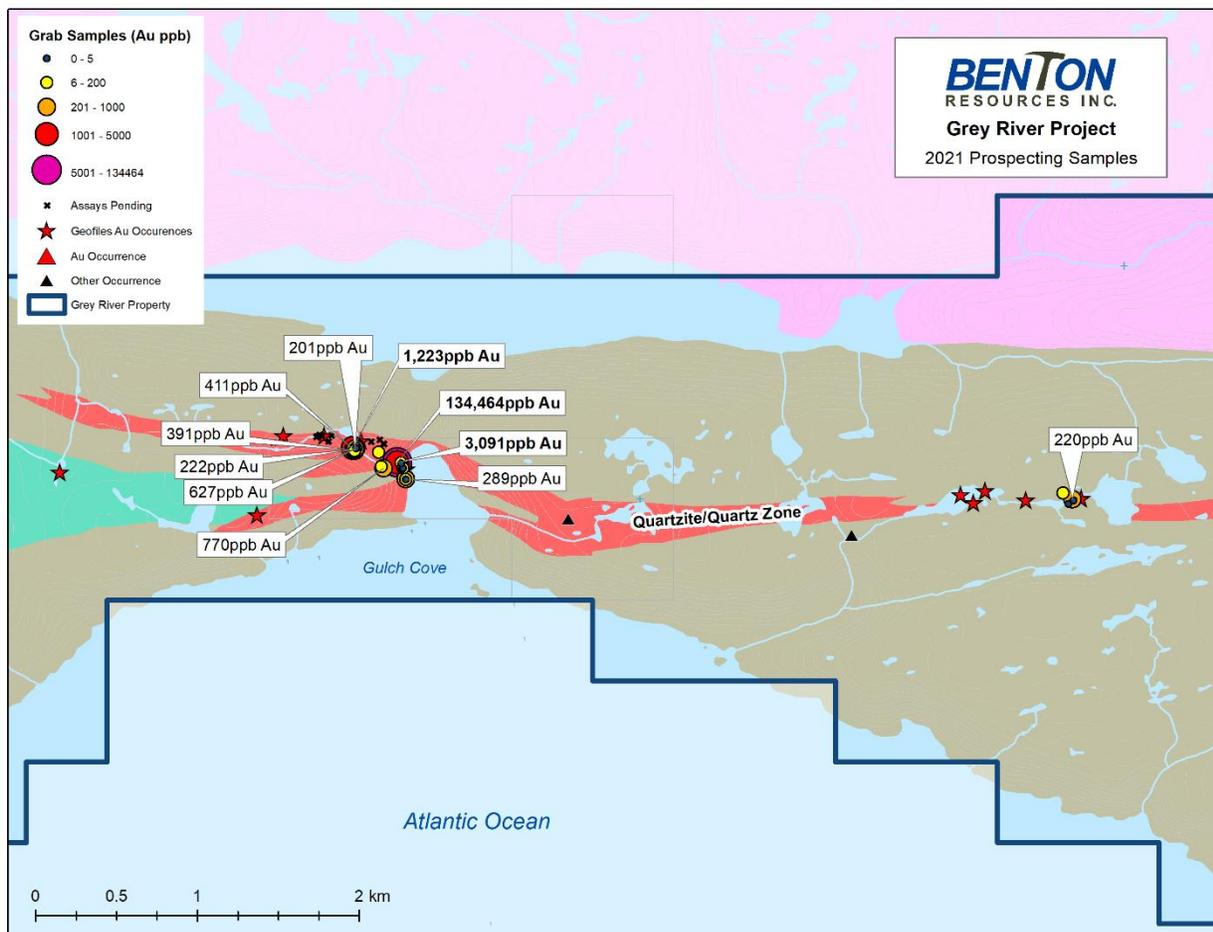 Grab Samples (Au ppb)
0 - 5
6 - 200
201 - 1000
1001 - 5000
5001 - 134464
Assays Pending
Geofiles Au Occurences
Au Occurrence
Other Occurrence
Grey River Property
BENTON
RESOURCES INC.
Grey River Project
2021 Prospecting Samples
201ppb Au
1,223ppb Au
411ppb Au
134,464ppb Au
391ppb Au
3,091ppb Au
220ppb Au
222ppb Au
289ppb Au
627ppb Au
770ppb Au
Quartzite/Quartz Zone
Gulch Cove
Atlantic Ocean
0 0.5 1 2 km